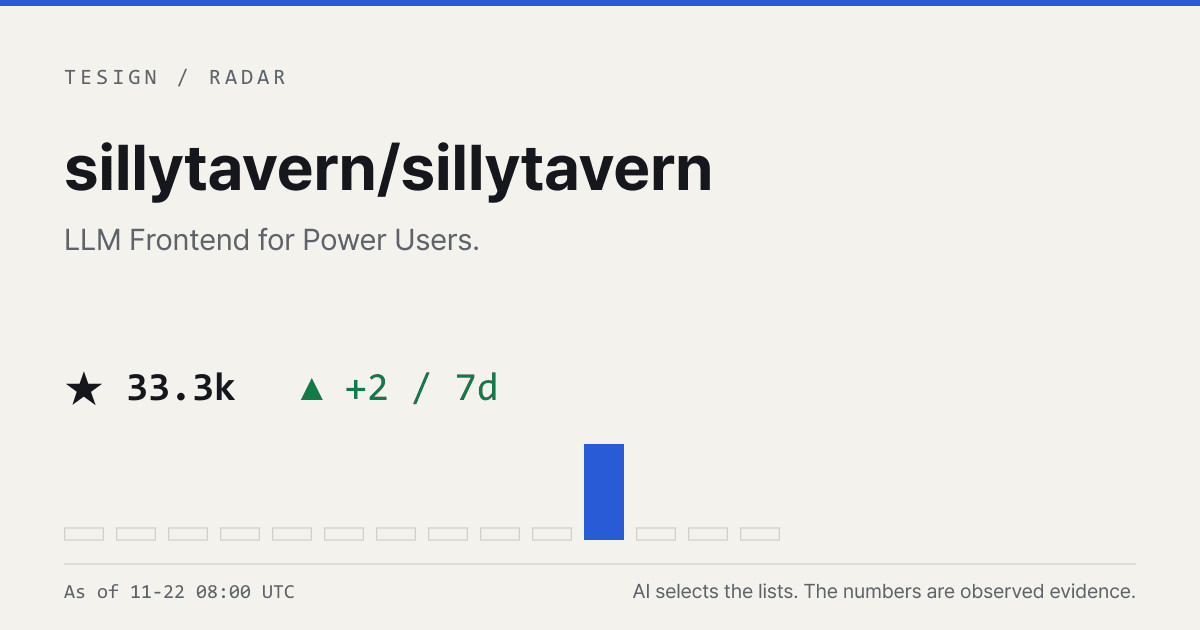 TESIGN / RADAR
sillytavern/sillytavern
LLM Frontend for Power Users.
★ 33.3k ▲ +2 / 7d
As of 11-22 08:00 UTC
AI selects the lists. The numbers are observed evidence.